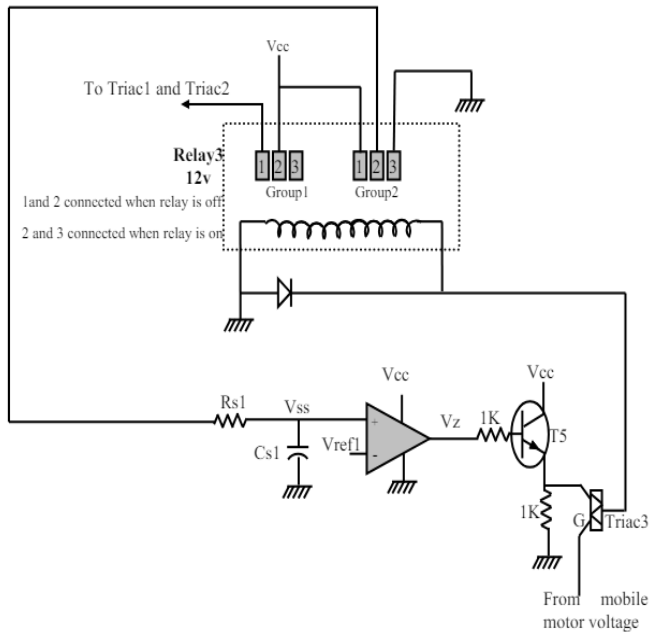 Vcc
To Triac1 and Triac2
Relay3
12v
1 2 3
1 2 3
Group1
Group2
1and 2 connected when relay is off
2 and 3 connected when relay is on
Rs1
Vss
Vcc
Vcc
Cs1
Vref1
+
-
Vz
1K
T5
1K
G
Triac3
From mobile
motor voltage